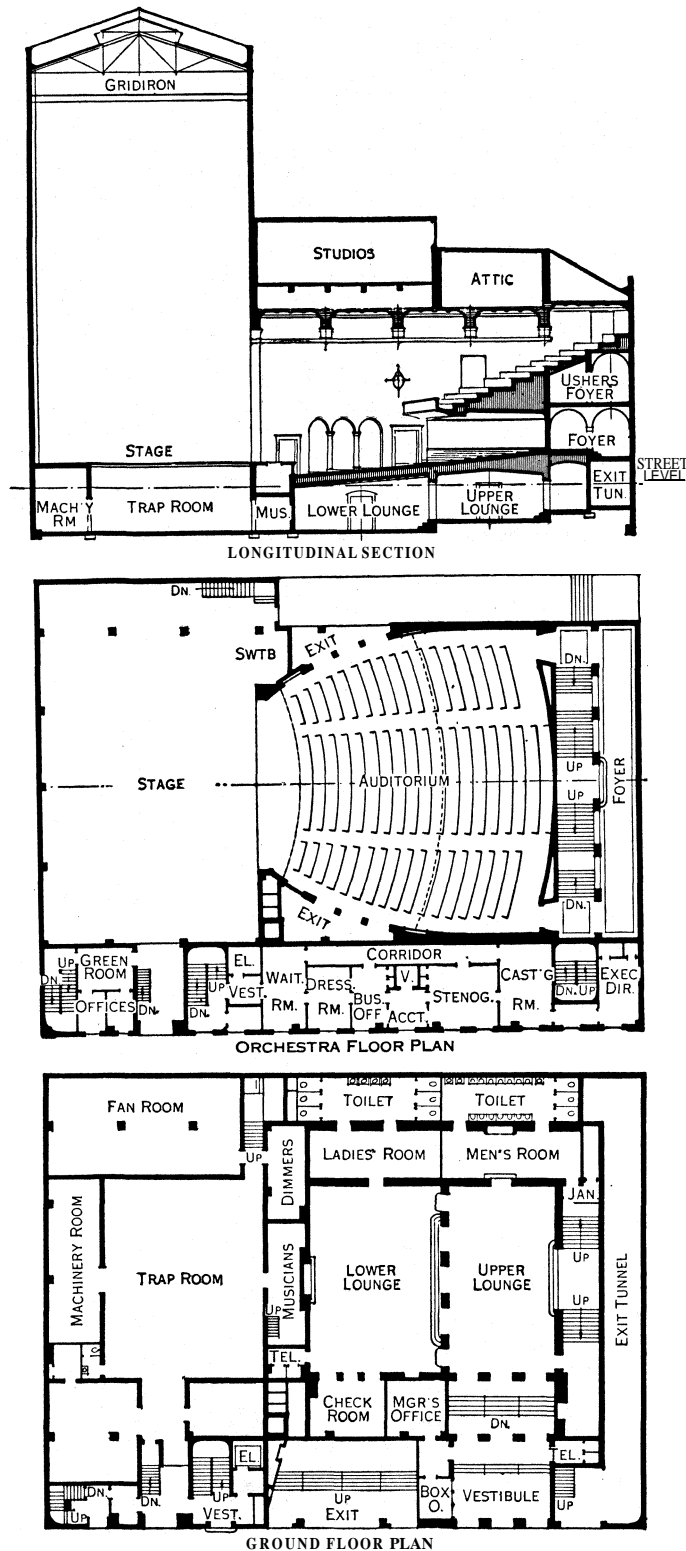 GRIDIRON
STUDIOS
ATTIC
USHERS
FOYER
STAGE
FOYER
STREET
LEVEL
MACH'Y
RM
TRAP ROOM
MUS.
LOWER LOUNGE
UPPER
LOUNGE
EXIT
TUN.
LONGITUDINAL SECTION
DN.
SWTB
EXIT
DN.
STAGE
AUDITORIUM
UP
UP
FOYER
EXIT
DN.
UP
GREEN
ROOM
DN.
OFFICES
DN.
UP
DN.
EL.
VEST.
WAIT.
RM.
DRESS.
RM.
CORRIDOR
BUS.
OFF
V.
ACCT.
STENOG.
CAST'G
RM.
DN.
UP
EXEC
DIR.
ORCHESTRA FLOOR PLAN
FAN ROOM
UP
TOILET
TOILET
DIMMERS
LADIES' ROOM
MEN'S ROOM
JAN.
MACHINERY ROOM
TRAP ROOM
MUSICIANS
UP
LOWER
LOUNGE
UPPER
LOUNGE
UP
UP
EXIT TUNNEL
TEL.
CHECK
ROOM
MGR'S
OFFICE
DN.
EL.
TEL.
DN.
UP
DN.
UP
VEST.
UP
EXIT
BOX
O.
VESTIBULE
UP
GROUND FLOOR PLAN